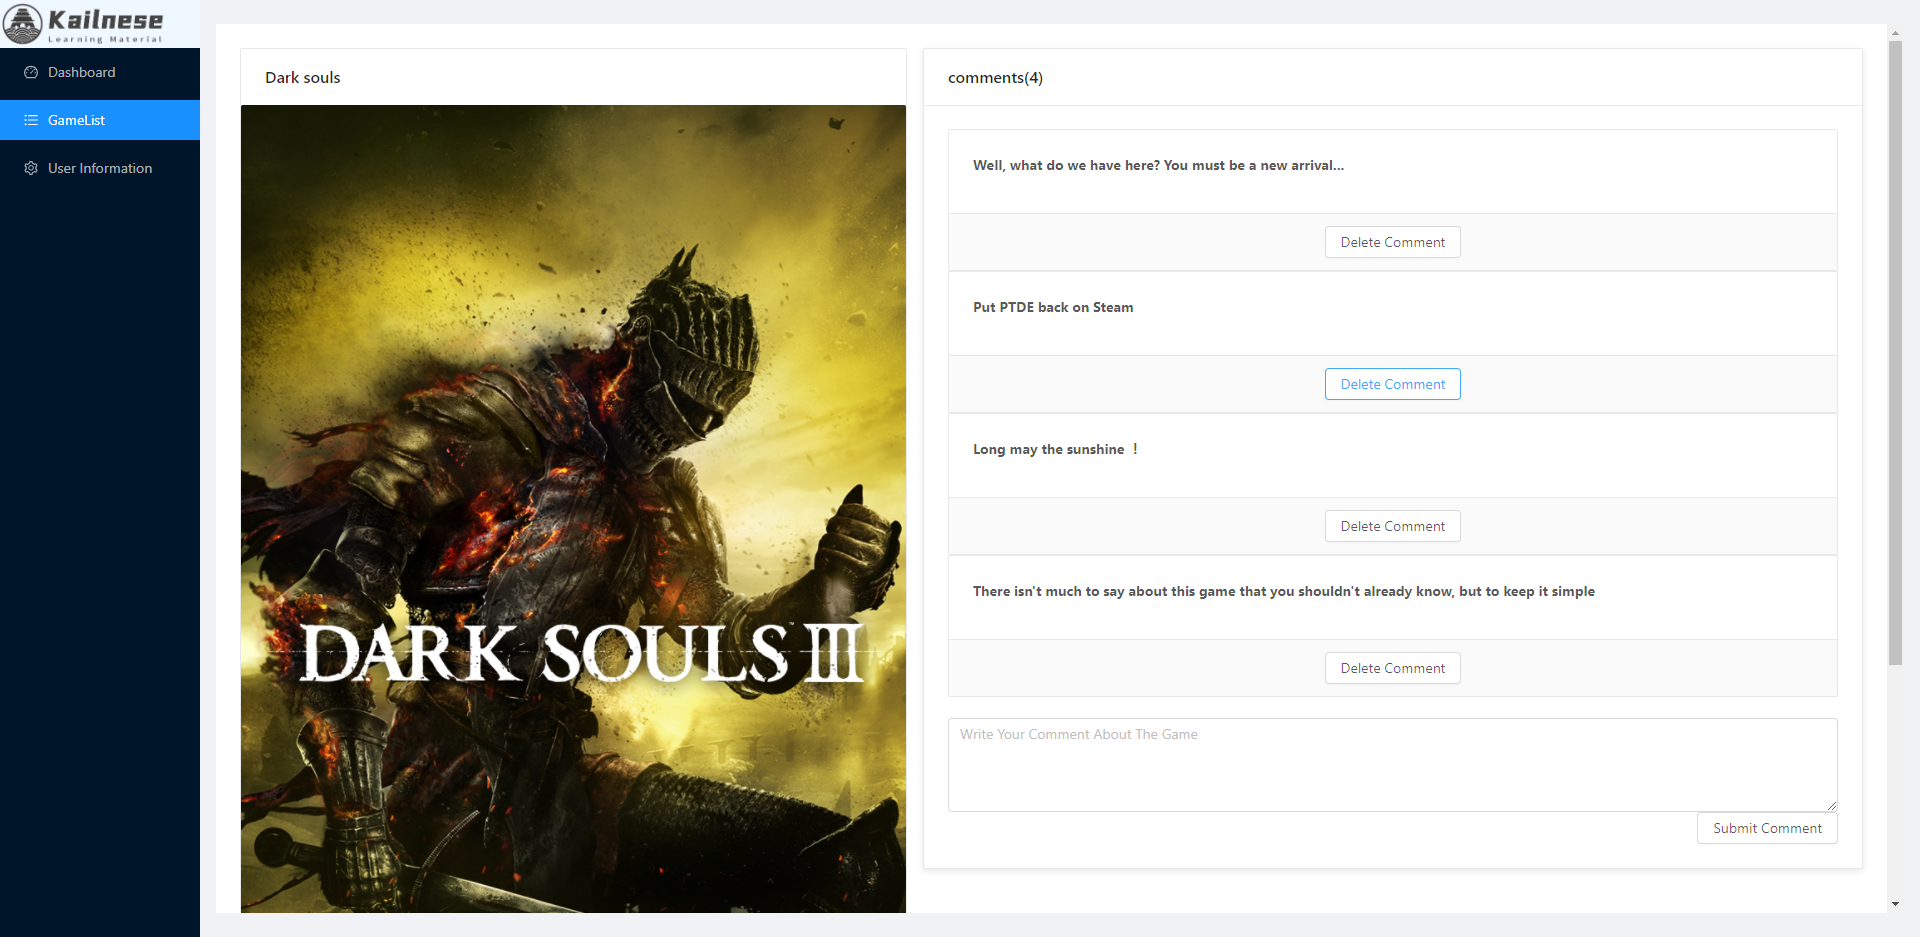 Kailnese
Learning Material
Dashboard
GameList
User Information
Dark souls
DARK SOULS™ III
comments(4)
Well, what do we have here? You must be a new arrival...
Delete Comment
Put PTDE back on Steam
Delete Comment
Long may the sunshine ！
Delete Comment
There isn't much to say about this game that you shouldn't already know, but to keep it simple
Delete Comment
Write Your Comment About The Game
Submit Comment